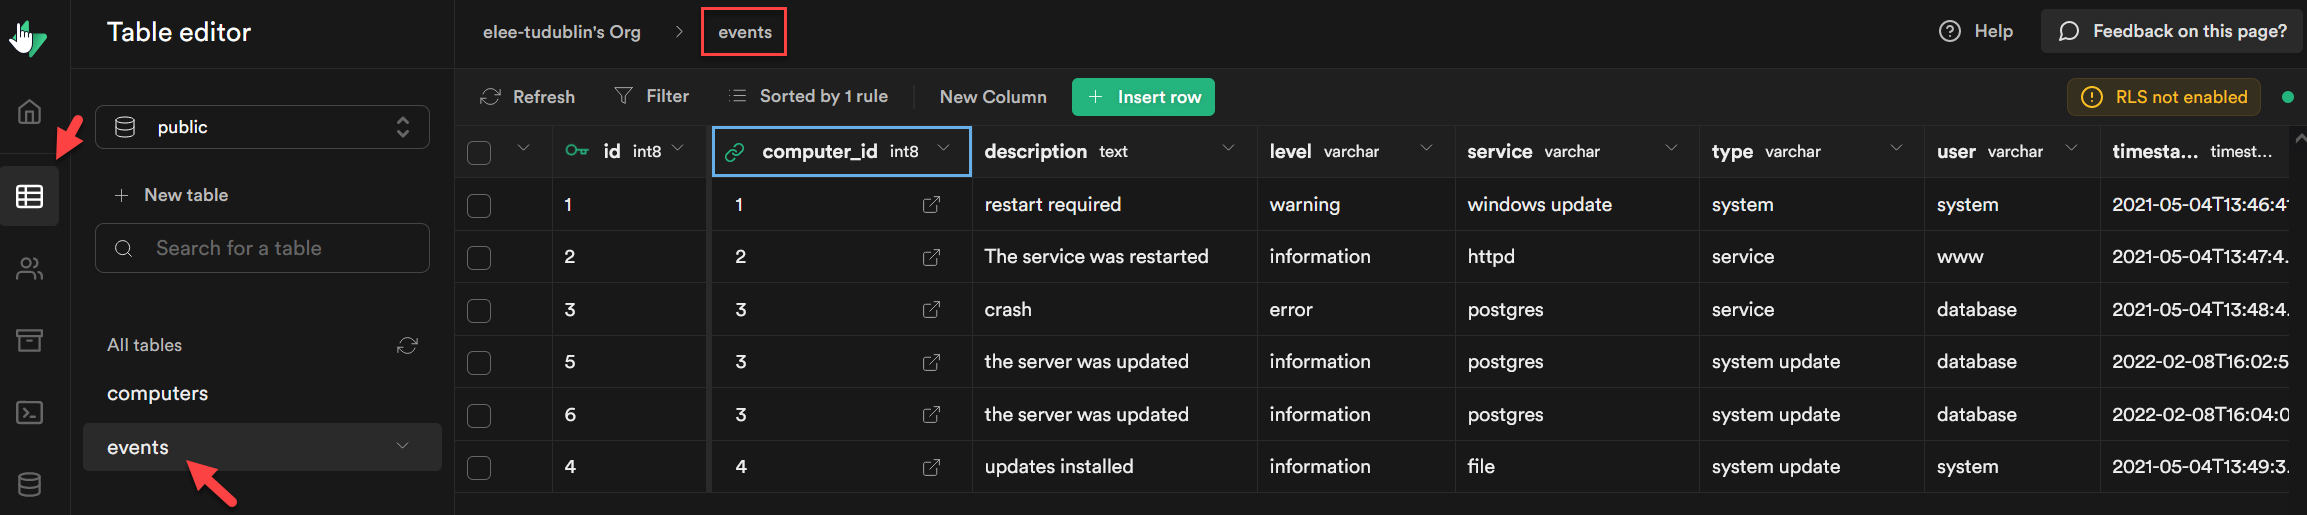 Table editor
elee-tudublin's Org > events
Help
Feedback on this page?
public
+ New table
Search for a table
All tables
computers
events
Refresh
Filter
Sorted by 1 rule
New Column
+ Insert row
RLS not enabled
id int8 computer_id int8 description text level varchar service varchar type varchar user varchar timesta... timest...
1 1 restart required warning windows update system system 2021-05-04T13:46:4
2 2 The service was restarted information httpd service www 2021-05-04T13:47:4.
3 3 crash error postgres service database 2021-05-04T13:48:4.
5 3 the server was updated information postgres system update database 2022-02-08T16:02:5
6 3 the server was updated information postgres system update database 2022-02-08T16:04:0
4 4 updates installed information file system update system 2021-05-04T13:49:3.